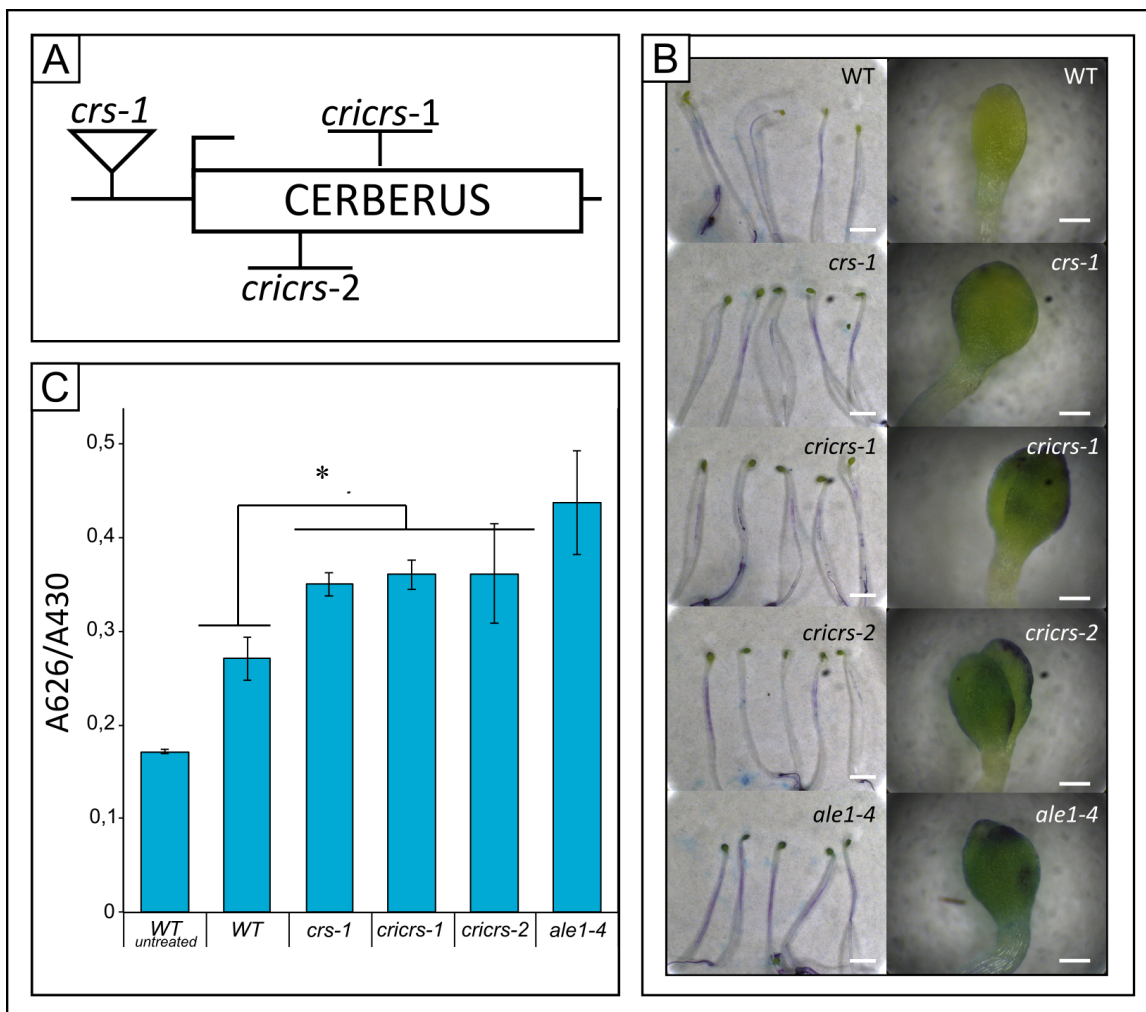 A
crs-1
cricrs-1
CERBERUS
cricrs-2
B
WT
WT
crs-1
crs-1
cricrs-1
cricrs-1
cricrs-2
cricrs-2
ale1-4
ale1-4
C
A626/A430
0,5
0,4
0,3
0,2
0,1
0
*
WT
untreated
WT
crs-1
cricrs-1
cricrs-2
ale1-4